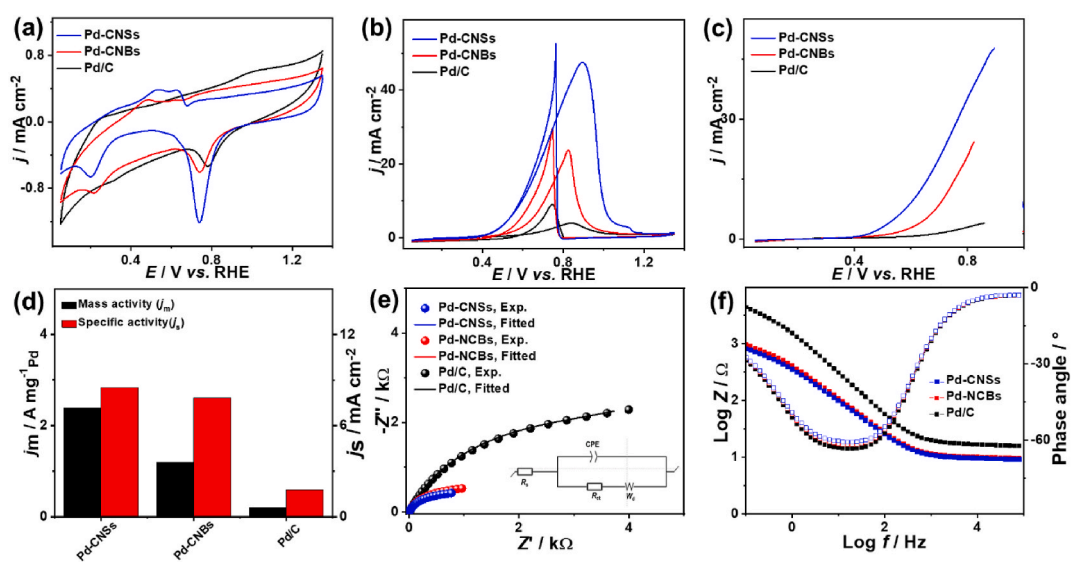 (a)
Pd-CNSs
Pd-CNBs
Pd/C
0.8
0.0
-0.8
j / mA cm-2
0.4
0.8
1.2
E / V vs. RHE
(b)
Pd-CNSs
Pd-CNBs
Pd/C
40
20
0
j / mA cm-2
0.0
0.4
0.8
1.2
E / V vs. RHE
(c)
Pd-CNSs
Pd-CNBs
Pd/C
30
0
j / mA cm-2
0.4
0.8
E / V vs. RHE
(d)
Mass activity (jm)
Specific activity(js)
4
2
0
jm / A mg-1Pd
12
6
0
js / mA cm-2
Pd-CNSs
Pd-CNBs
Pd/C
(e)
Pd-CNSs, Exp.
Pd-CNSs, Fitted
Pd-NCBs, Exp.
Pd-NCBs, Fitted
Pd/C, Exp.
Pd/C, Fitted
4
2
0
-Z'' / kΩ
CPE
Rs
Rct
0
2
4
Z' / kΩ
(f)
3
2
1
0
Log Z / Ω
Pd-CNSs
Pd-NCBs
Pd/C
0
-30
-60
Phase angle / °
0
2
4
Log f / Hz